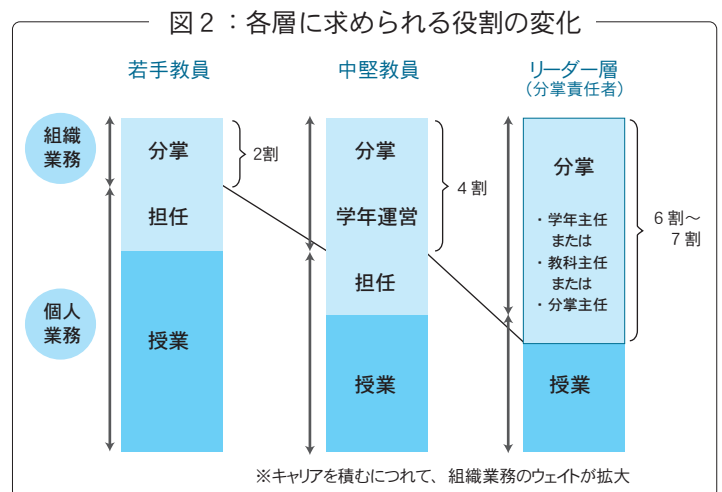 図2：各層に求められる役割の変化
若手教員
中堅教員
リーダー層
（分掌責任者）
組織
業務
個人
業務
分掌
担任
授業
2割
分掌
学年運営
担任
授業
4割
分掌
・学年主任
または
・教科主任
または
・分掌主任
授業
6割～
7割
※キャリアを積むにつれて、組織業務のウェイトが拡大